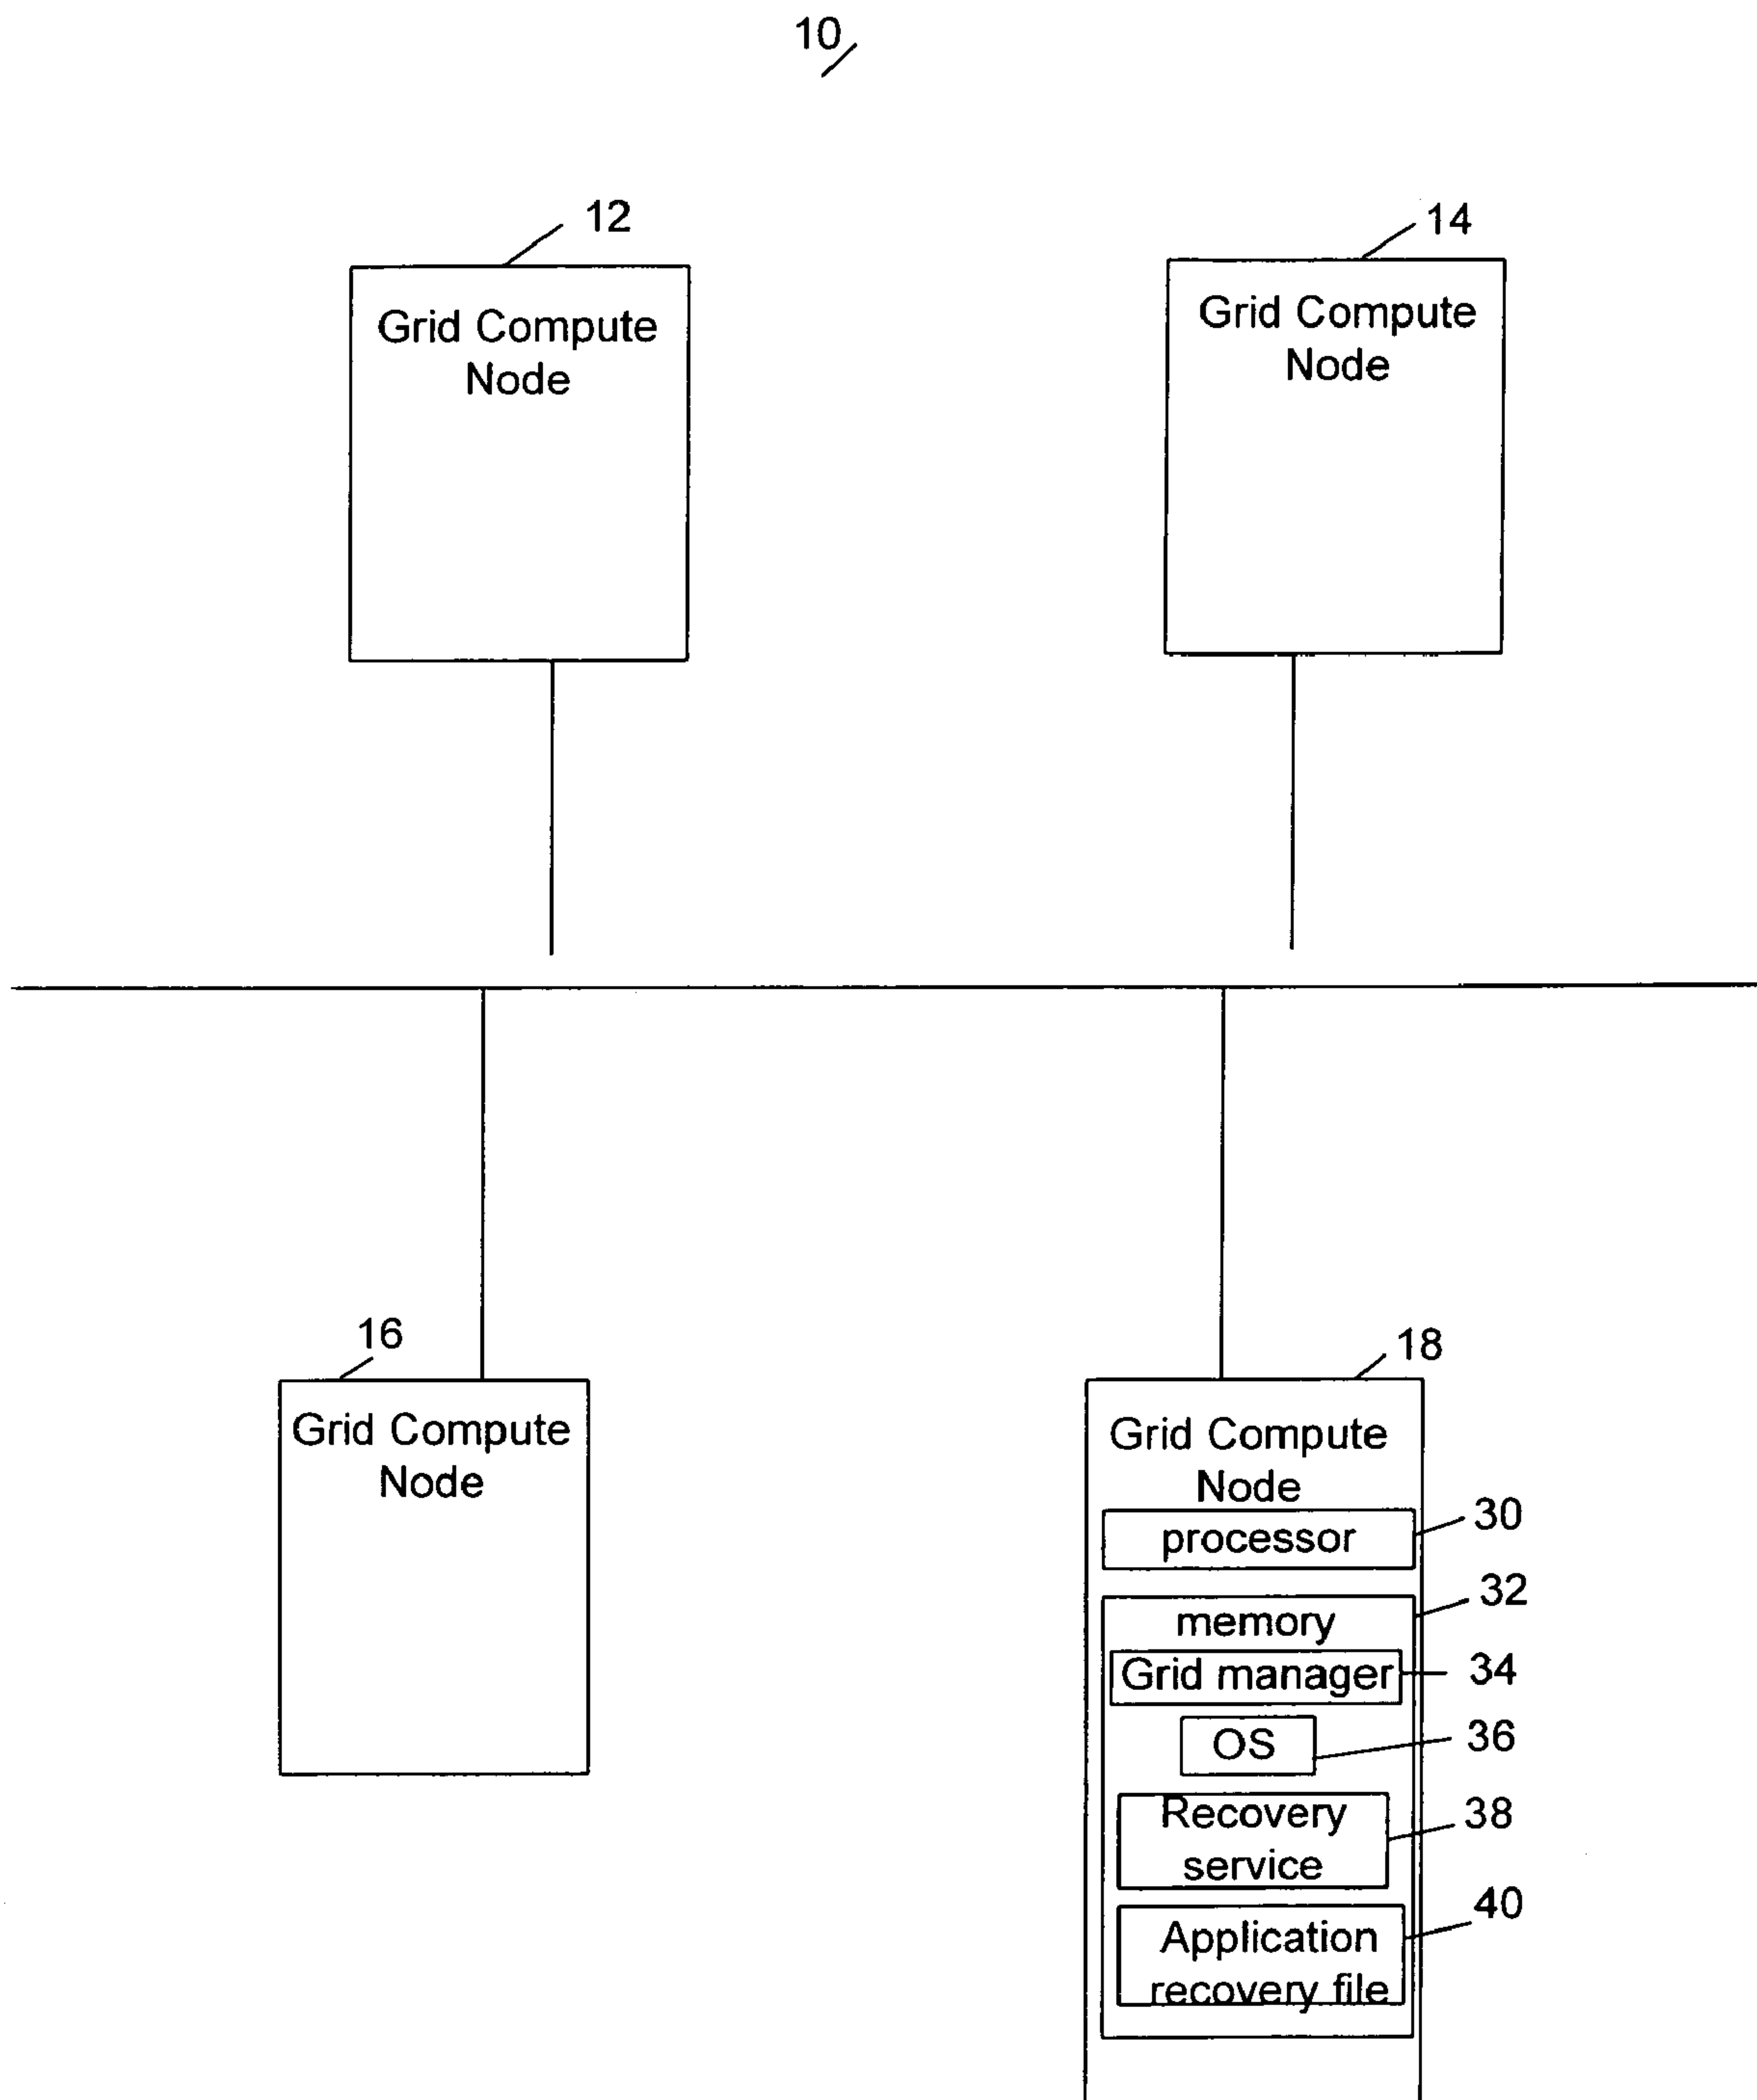 10
12
14
Grid Compute
Node
Grid Compute
Node
16
18
Grid Compute
Node
Grid Compute
Node
processor
30
32
memory
Grid manager
34
OS
36
Recovery
service
38
40
Application
recovery file